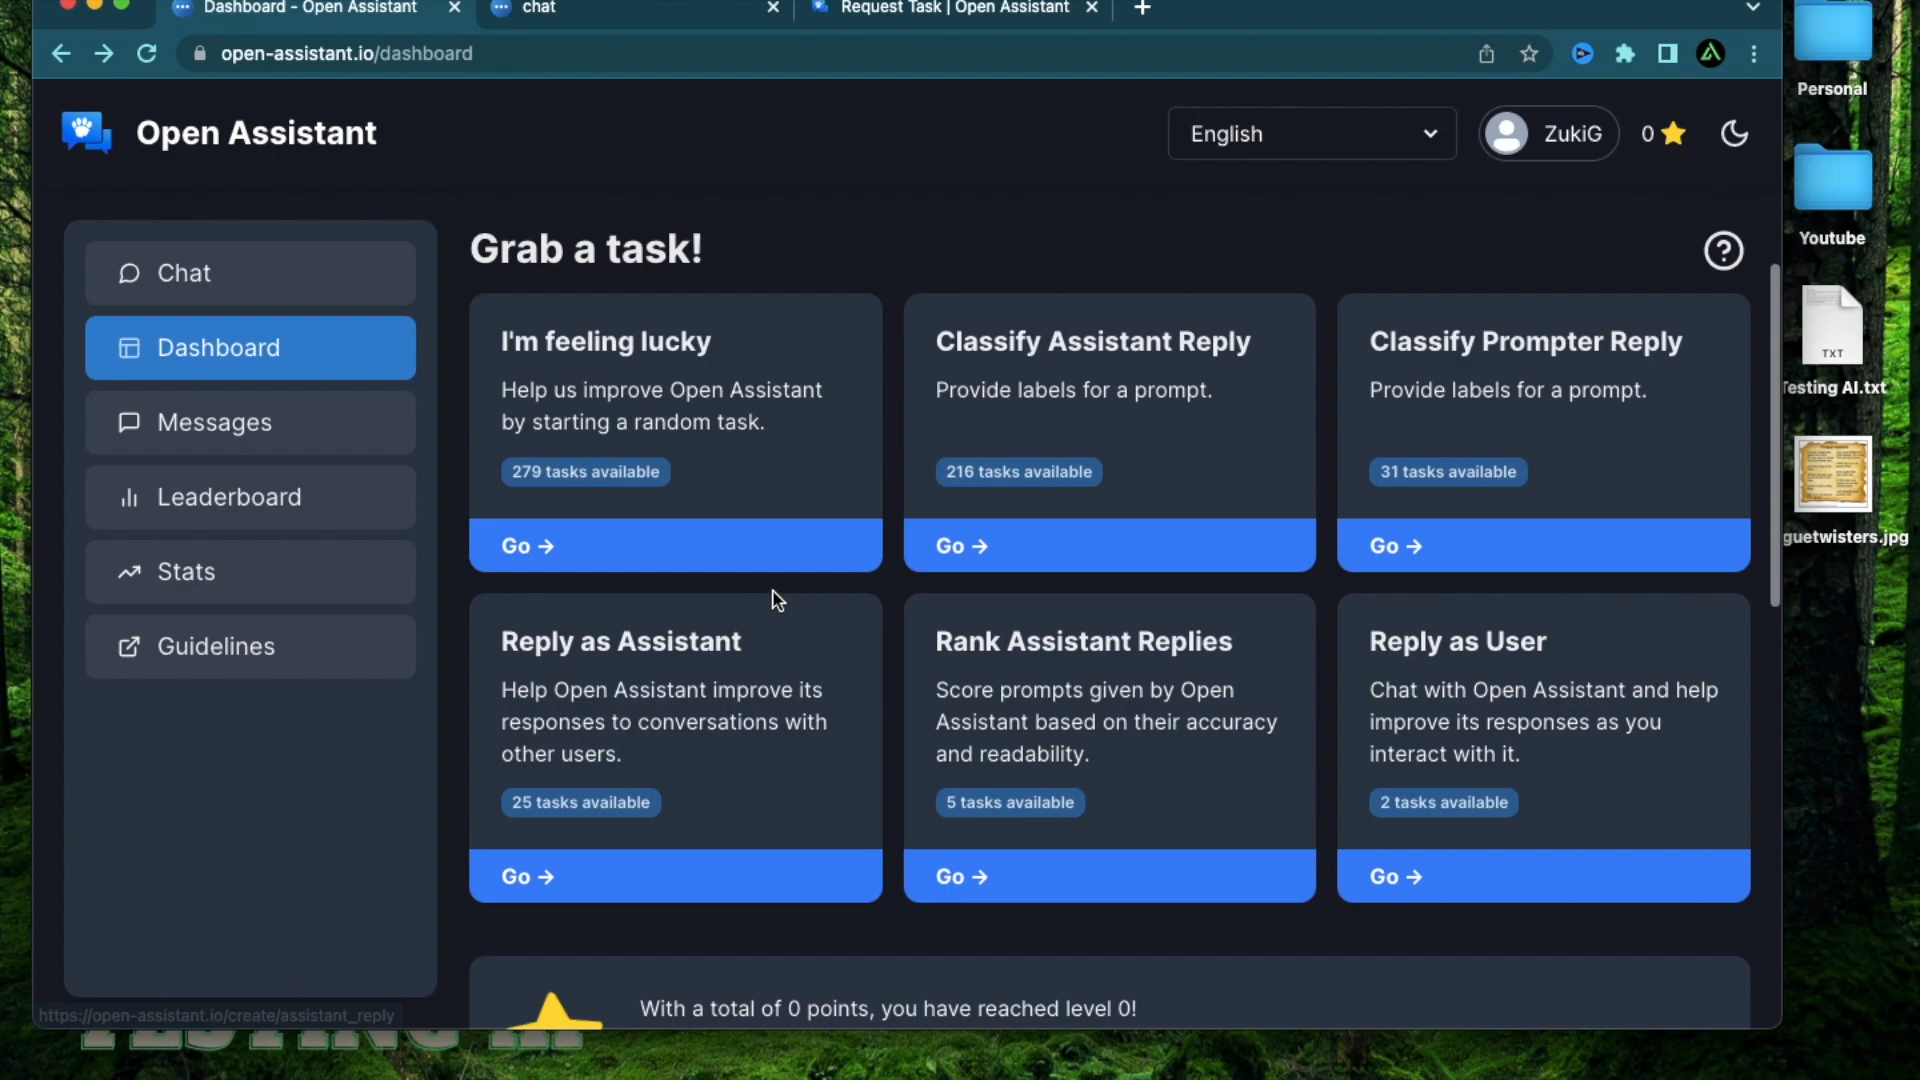 Dashboard - Open Assistant
chat
Request Task | Open Assistant
open-assistant.io/dashboard
Open Assistant
English
ZukiG
0
Chat
Dashboard
Messages
Leaderboard
Stats
Guidelines
Grab a task!
I'm feeling lucky
Help us improve Open Assistant
by starting a random task.
279 tasks available
Go →
Classify Assistant Reply
Provide labels for a prompt.
216 tasks available
Go →
Classify Prompter Reply
Provide labels for a prompt.
31 tasks available
Go →
Reply as Assistant
Help Open Assistant improve its
responses to conversations with
other users.
25 tasks available
Go →
Rank Assistant Replies
Score prompts given by Open
Assistant based on their accuracy
and readability.
5 tasks available
Go →
Reply as User
Chat with Open Assistant and help
improve its responses as you
interact with it.
2 tasks available
Go →
With a total of 0 points, you have reached level 0!
https://open-assistant.io/create/assistant_reply
Personal
Youtube
TXT
Testing AI.txt
guetwisters.jpg